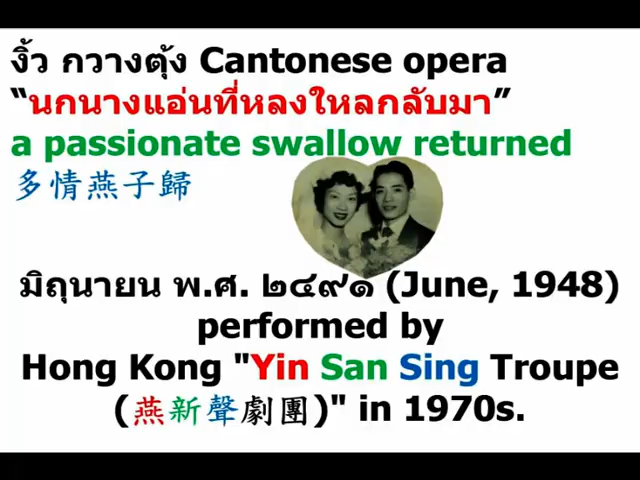 งิ้ว กวางตุ้ง Cantonese opera
“นกนางแอ่นที่หลงใหลกลับมา”
a passionate swallow returned
多情燕子歸
มิถุนายน พ.ศ. ๒๔๙๑ (June, 1948)
performed by
Hong Kong "Yin San Sing Troupe
(燕新聲劇團)" in 1970s.